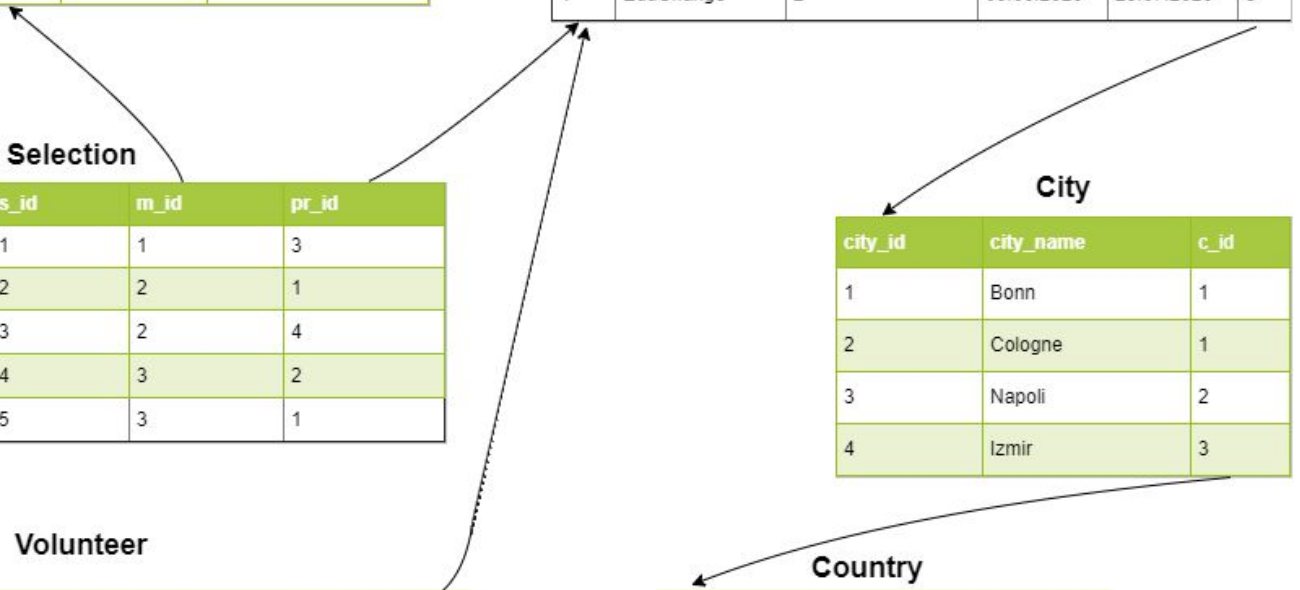 Selection
s_id m_id pr_id
1 1 3
2 2 1
3 2 4
4 3 2
5 3 1
City
city_id city_name c_id
1 Bonn 1
2 Cologne 1
3 Napoli 2
4 Izmir 3
Volunteer
Country